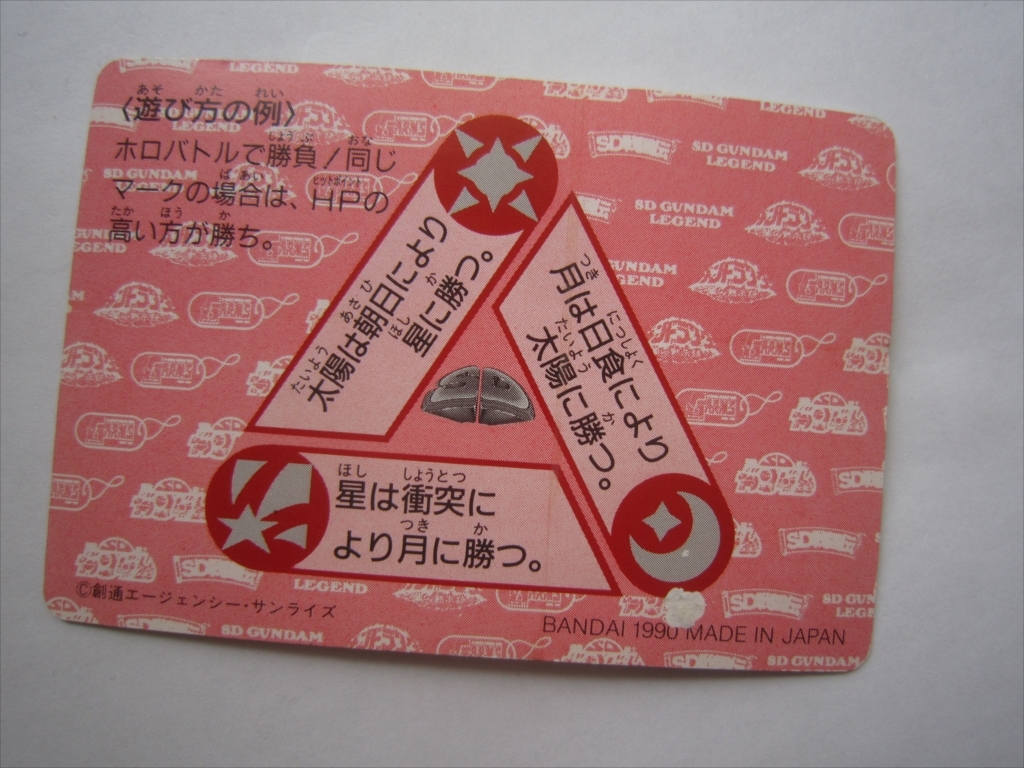 〈遊び方の例〉
ホロバトルで勝負!同じ
マークの場合は、HPの
高い方が勝ち。
太陽は朝日により
星に勝つ。
月は日食により
太陽に勝つ。
星は衝突に
より月に勝つ。
©創通エージェンシー・サンライズ
BANDAI 1990 MADE IN JAPAN
SD GUNDAM
LEGEND